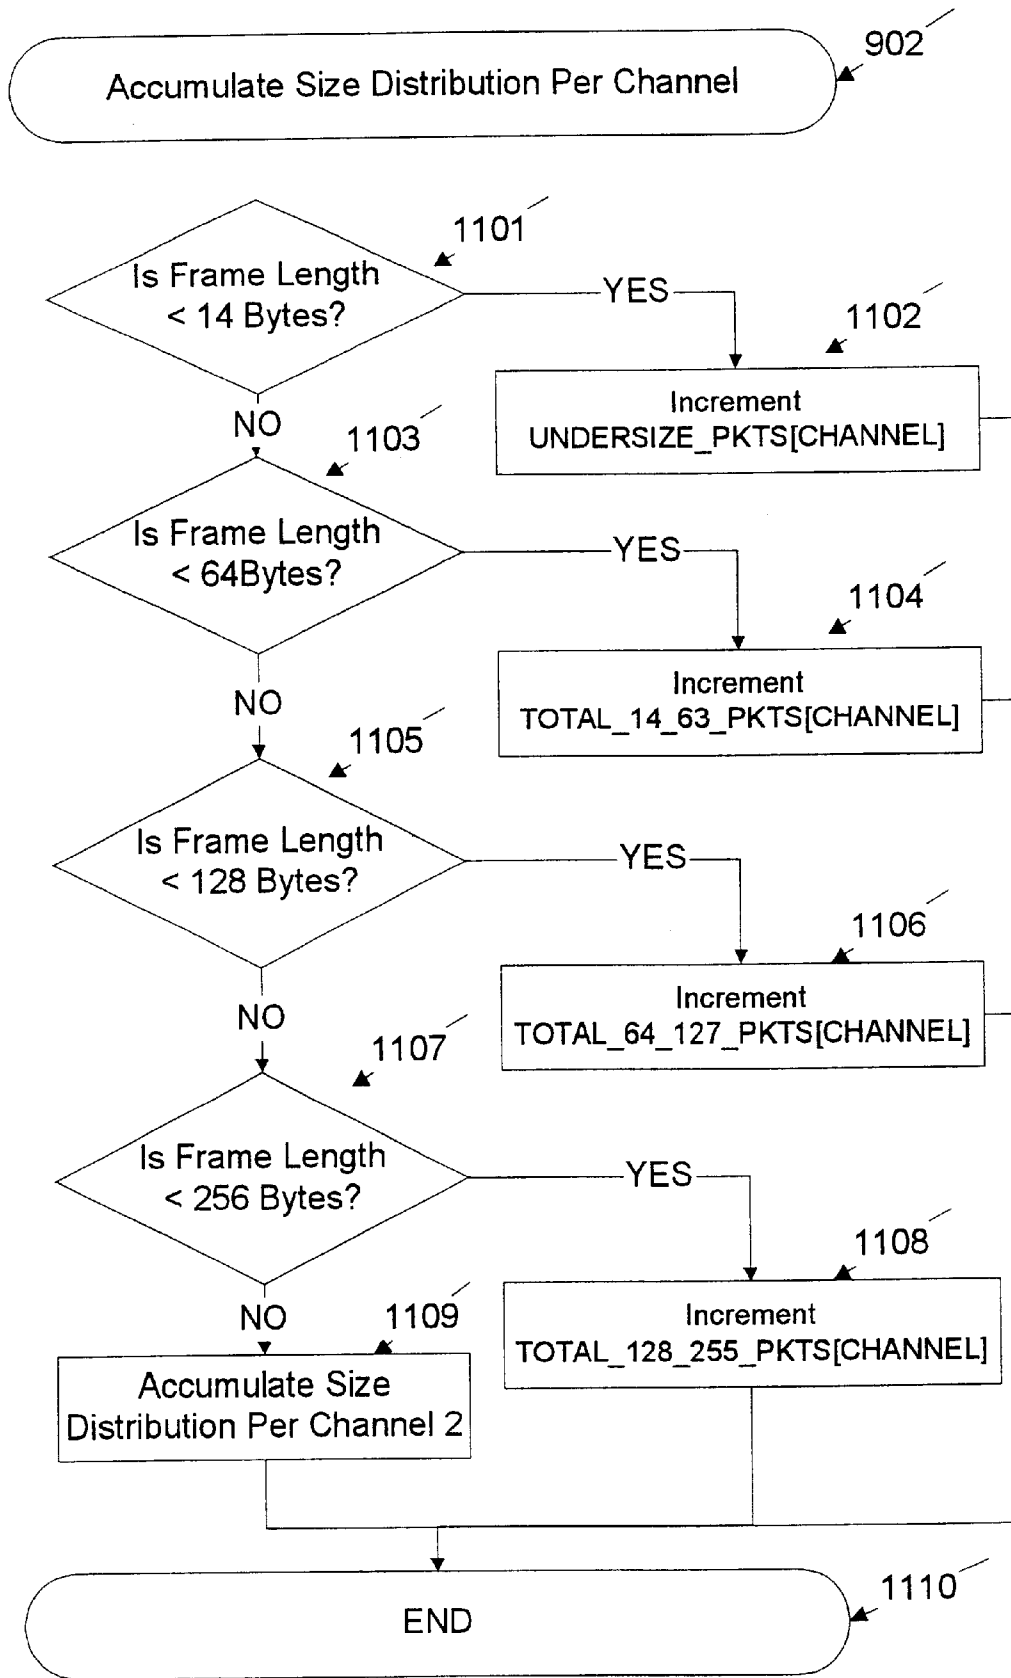 902
Accumulate Size Distribution Per Channel
1101
Is Frame Length
< 14 Bytes?
YES
1102
Increment
UNDERSIZE_PKTS[CHANNEL]
NO
1103
Is Frame Length
< 64Bytes?
YES
1104
Increment
TOTAL_14_63_PKTS[CHANNEL]
NO
1105
Is Frame Length
< 128 Bytes?
YES
1106
Increment
TOTAL_64_127_PKTS[CHANNEL]
NO
1107
Is Frame Length
< 256 Bytes?
YES
1108
Increment
TOTAL_128_255_PKTS[CHANNEL]
NO
1109
Accumulate Size
Distribution Per Channel 2
1110
END